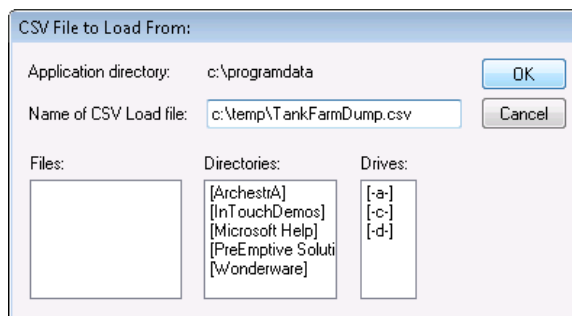 CSV File to Load From:
Application directory: c:\programdata
OK
Name of CSV Load file: c:\temp\TankFarmDump.csv
Cancel
Files:
Directories:
Drives:
[ArchestrA]
[InTouchDemos]
[Microsoft Help]
[PreEmptive Soluti
[Wonderware]
[-a-]
[-c-]
[-d-]